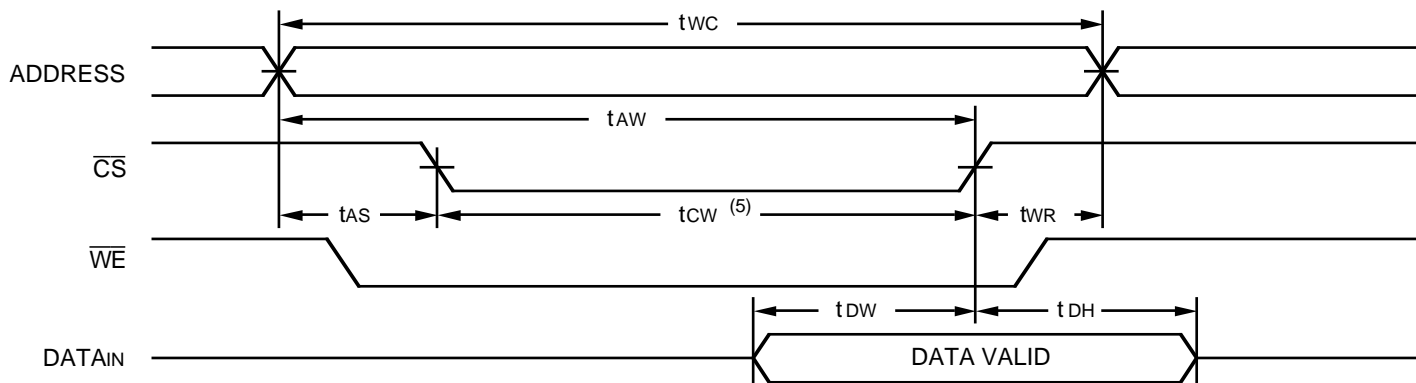 tWC
ADDRESS
tAW
CS
tAS
tCW (5)
tWR
WE
tDW
tDH
DATAIN
DATA VALID